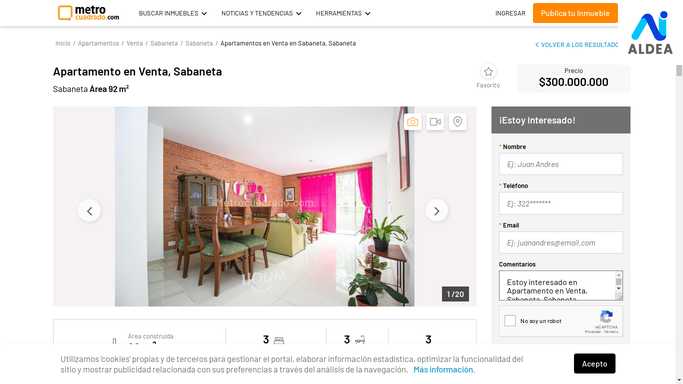 metro
cuadrado.com
BUSCAR INMUEBLES
NOTICIAS Y TENDENCIAS
HERRAMIENTAS
INGRESAR
Publica tu Inmueble
ALDEA
Inicio / Apartamentos / Venta / Sabaneta / Sabaneta / Apartamentos en Venta en Sabaneta, Sabaneta
< VOLVER A LOS RESULTADO
Apartamento en Venta, Sabaneta
Sabaneta Área 92 m²
Favorito
Precio
$300.000.000
¡Estoy Interesado!
* Nombre
Ej: Juan Andres
* Teléfono
Ej: 322*******
* Email
Ej: juanandres@email.com
Comentarios
Estoy interesado en
Apartamento en Venta,
Sabaneta, Sabaneta
No soy un robot
reCAPTCHA
Privacidad - Términos
Metrocuadrado.com
1 / 20
Área construida
3
3
3
Utilizamos 'cookies' propias y de terceros para gestionar el portal, elaborar información estadística, optimizar la funcionalidad del
sitio y mostrar publicidad relacionada con sus preferencias a través del análisis de la navegación. Más información.
Acepto